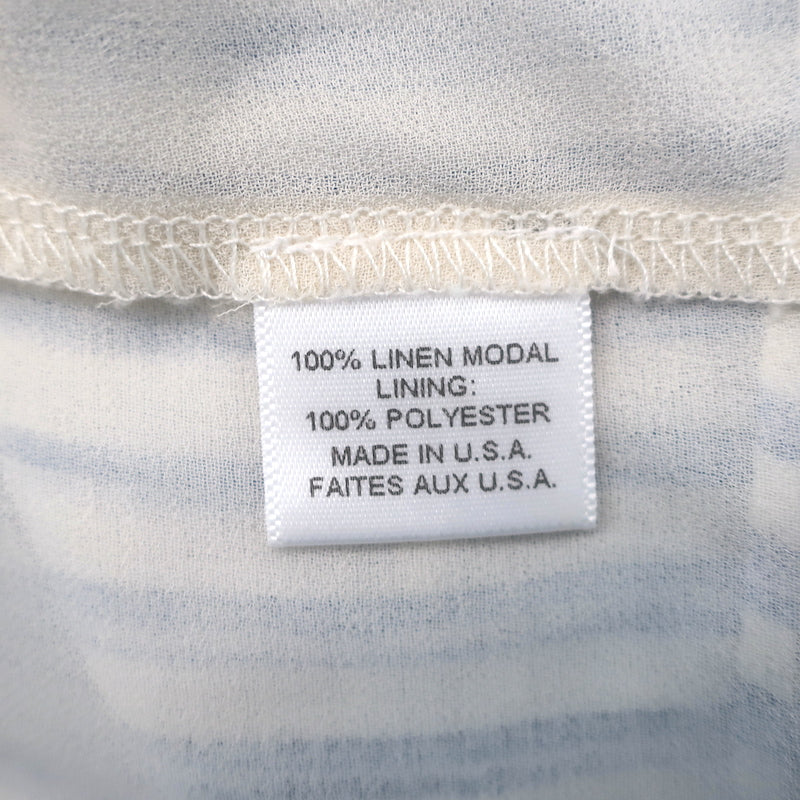 100% LINEN MODAL
LINING:
100% POLYESTER
MADE IN U.S.A.
FAITES AUX U.S.A.